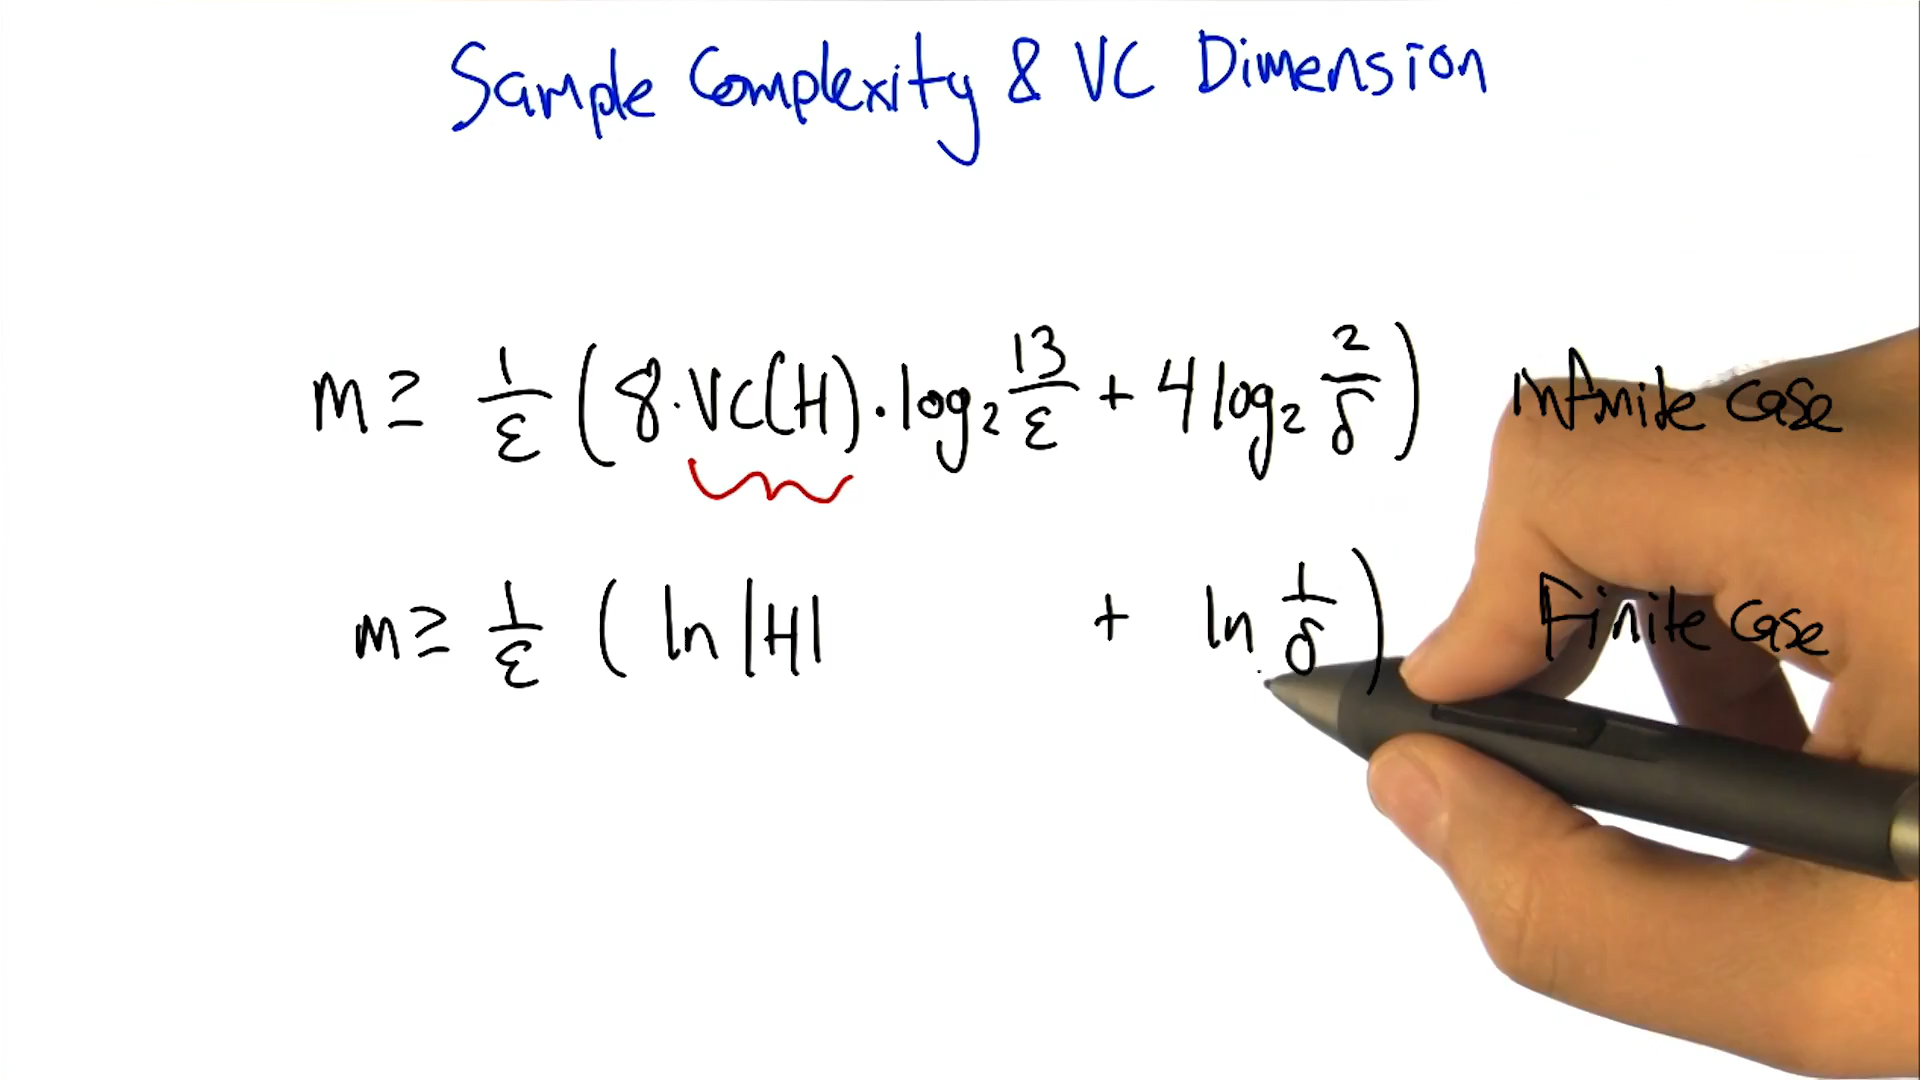 Sample Complexity & VC Dimension
m ≥ 1/ε (8·VC(H)·log₂ 13/ε + 4 log₂ 2/δ) Infinite case
m ≥ 1/ε (ln |H| + ln 1/δ) Finite case